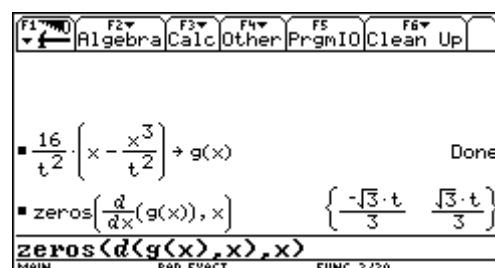 F1 F2▼ F3▼ F4▼ F5 F6▼
Algebra Calc Other PrgmIO Clean Up
▪ 16/t² · (x − x³/t²) → g(x) Done
▪ zeros(d/dx(g(x)), x) {-√3·t/3 √3·t/3}
zeros(d(g(x),x),x)
MAIN RAD EXACT FUNC 2/30